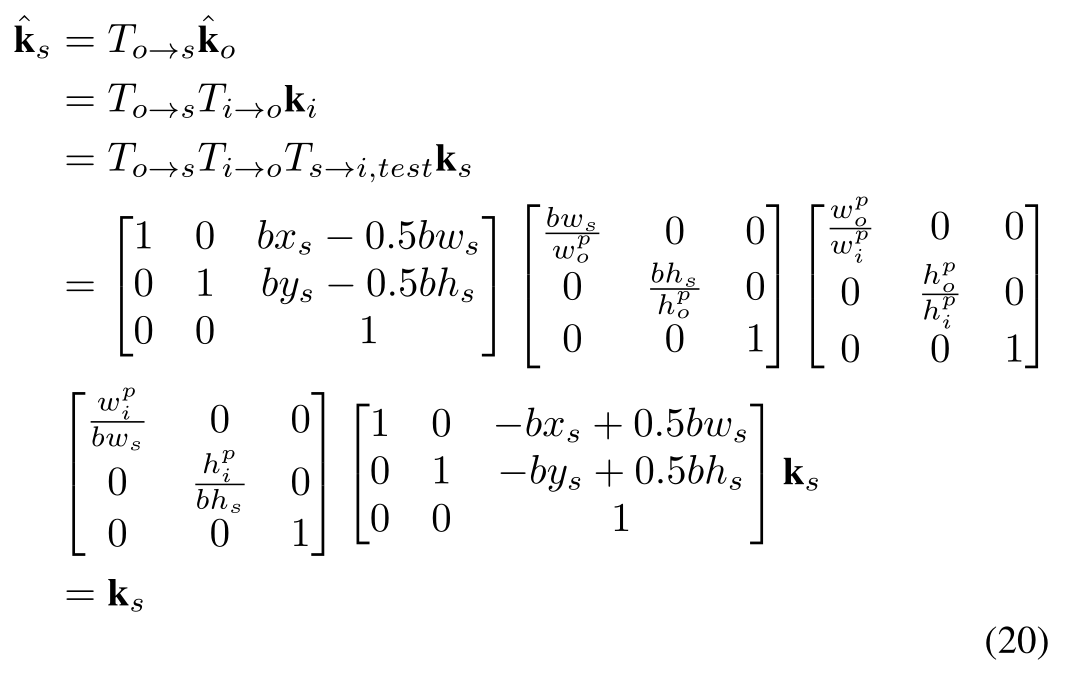 $\hat{\mathbf{k}}_s = T_{o \to s} \hat{\mathbf{k}}_o$
$= T_{o \to s} T_{i \to o} \mathbf{k}_i$
$= T_{o \to s} T_{i \to o} T_{s \to i, test} \mathbf{k}_s$
$= \begin{bmatrix} 1 & 0 & bx_s - 0.5bw_s \\ 0 & 1 & by_s - 0.5bh_s \\ 0 & 0 & 1 \end{bmatrix} \begin{bmatrix} \frac{bw_s}{w_o^p} & 0 & 0 \\ 0 & \frac{bh_s}{h_o^p} & 0 \\ 0 & 0 & 1 \end{bmatrix} \begin{bmatrix} \frac{w_o^p}{w_i^p} & 0 & 0 \\ 0 & \frac{h_o^p}{h_i^p} & 0 \\ 0 & 0 & 1 \end{bmatrix}$
$\begin{bmatrix} \frac{w_i^p}{bw_s} & 0 & 0 \\ 0 & \frac{h_i^p}{bh_s} & 0 \\ 0 & 0 & 1 \end{bmatrix} \begin{bmatrix} 1 & 0 & -bx_s + 0.5bw_s \\ 0 & 1 & -by_s + 0.5bh_s \\ 0 & 0 & 1 \end{bmatrix} \mathbf{k}_s$
$= \mathbf{k}_s$
(20)